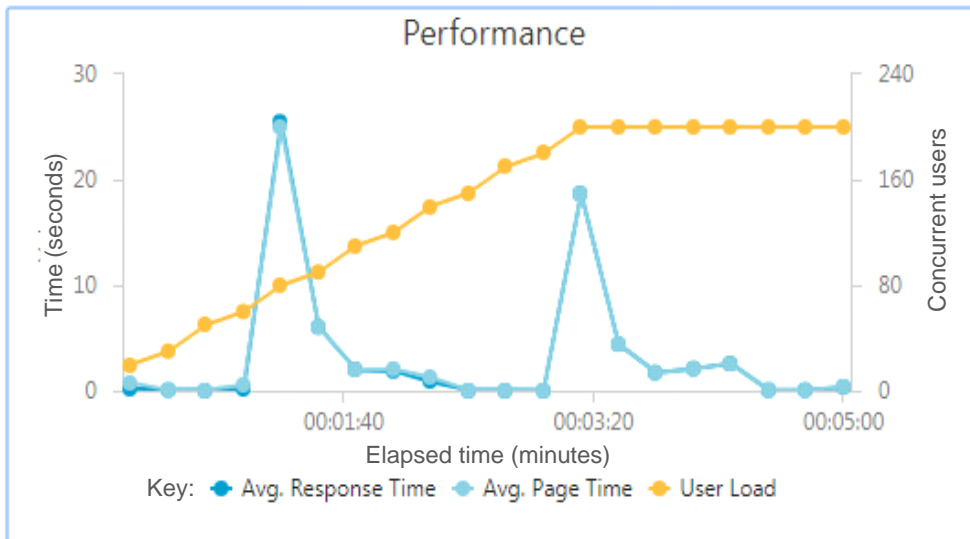 Performance
30
20
10
0
Time (seconds)
240
160
80
0
Concurrent users
00:01:40 00:03:20 00:05:00
Elapsed time (minutes)
Key: Avg. Response Time Avg. Page Time User Load